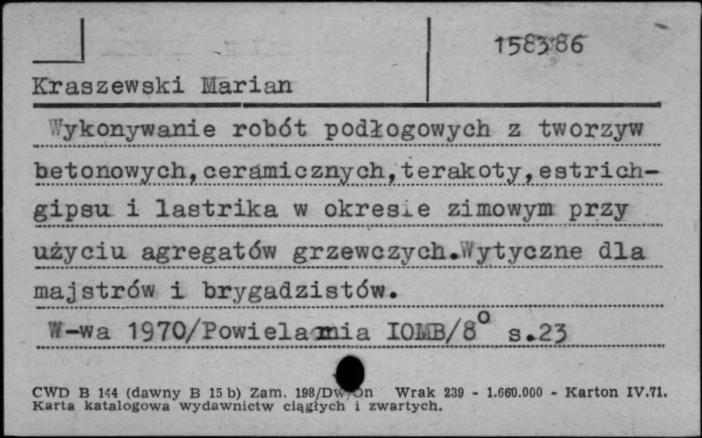 158386
Kraszewski Marian
Wykonywanie robót podłogowych z tworzyw
betonowych,ceramicznych,terakoty,estrich-
gipsu i lastrika w okresie zimowym przy
użyciu agregatów grzewczych.Wytyczne dla
majstrów i brygadzistów.
W-wa 1970/Powielarnia IOMB/8° s.23
CWD B 144 (dawny B 15 b) Zam. 198/Dw/On Wrak 239 - 1.660.000 - Karton IV.71.
Karta katalogowa wydawnictw ciągłych i zwartych.